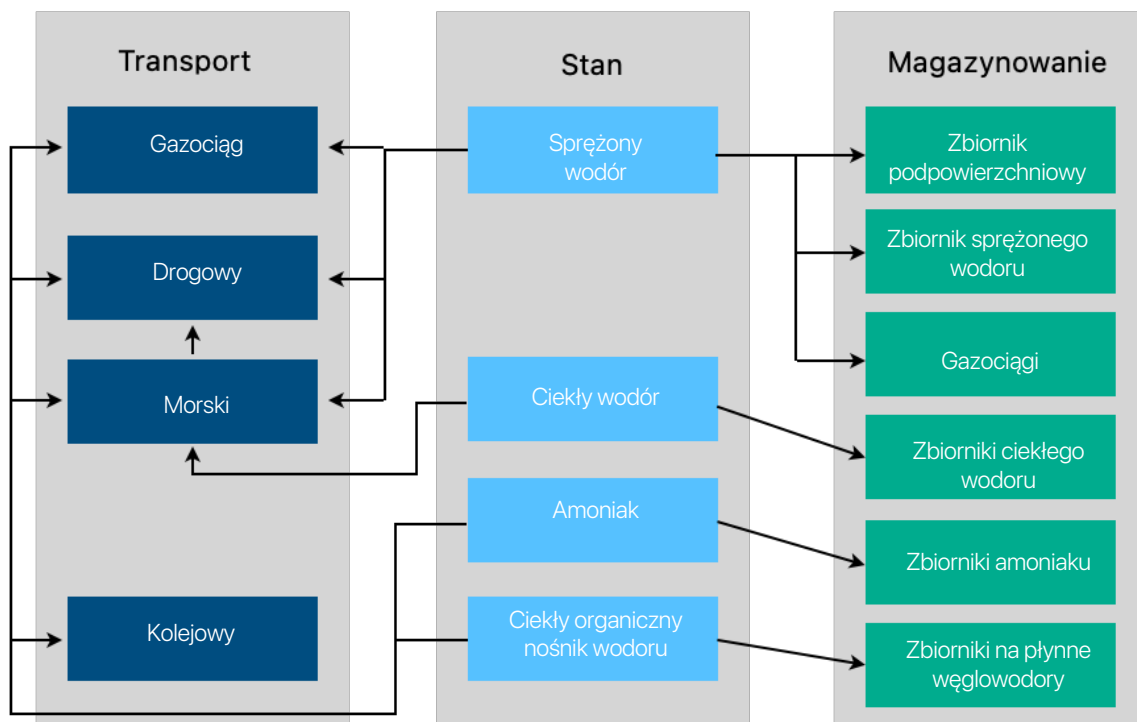 Transport
Gazociąg
Drogowy
Morski
Kolejowy
Stan
Sprężony
wodór
Ciekły wodór
Amoniak
Ciekły organiczny
nośnik wodoru
Magazynowanie
Zbiornik
podpowierzchniowy
Zbiornik sprężonego
wodoru
Gazociągi
Zbiorniki ciekłego
wodoru
Zbiorniki amoniaku
Zbiorniki na płynne
węglowodory